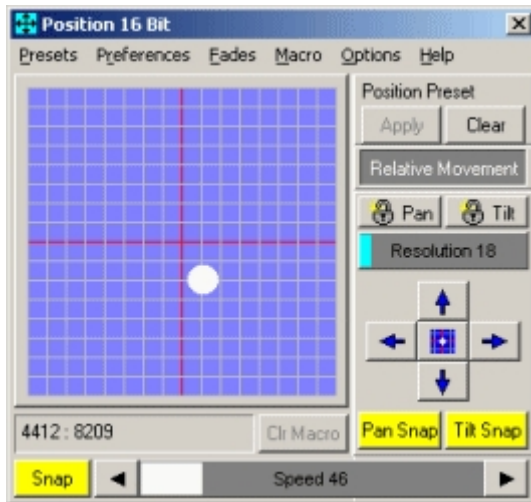 Position 16 Bit
Presets Preferences Fades Macro Options Help
Position Preset
Apply Clear
Relative Movement
Pan Tilt
Resolution 18
4412 : 8209 Clr Macro
Pan Snap Tilt Snap
Snap Speed 46